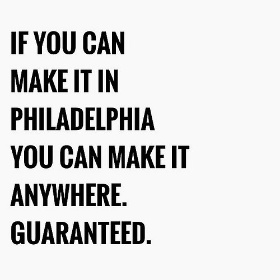 IF YOU CAN
MAKE IT IN
PHILADELPHIA
YOU CAN MAKE IT
ANYWHERE.
GUARANTEED.